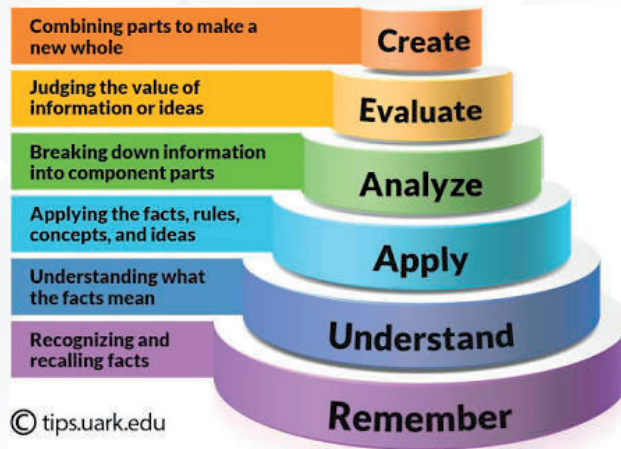 Combining parts to make a
new whole
Create
Judging the value of
information or ideas
Evaluate
Breaking down information
into component parts
Analyze
Applying the facts, rules,
concepts, and ideas
Apply
Understanding what
the facts mean
Understand
Recognizing and
recalling facts
Remember
© tips.uark.edu